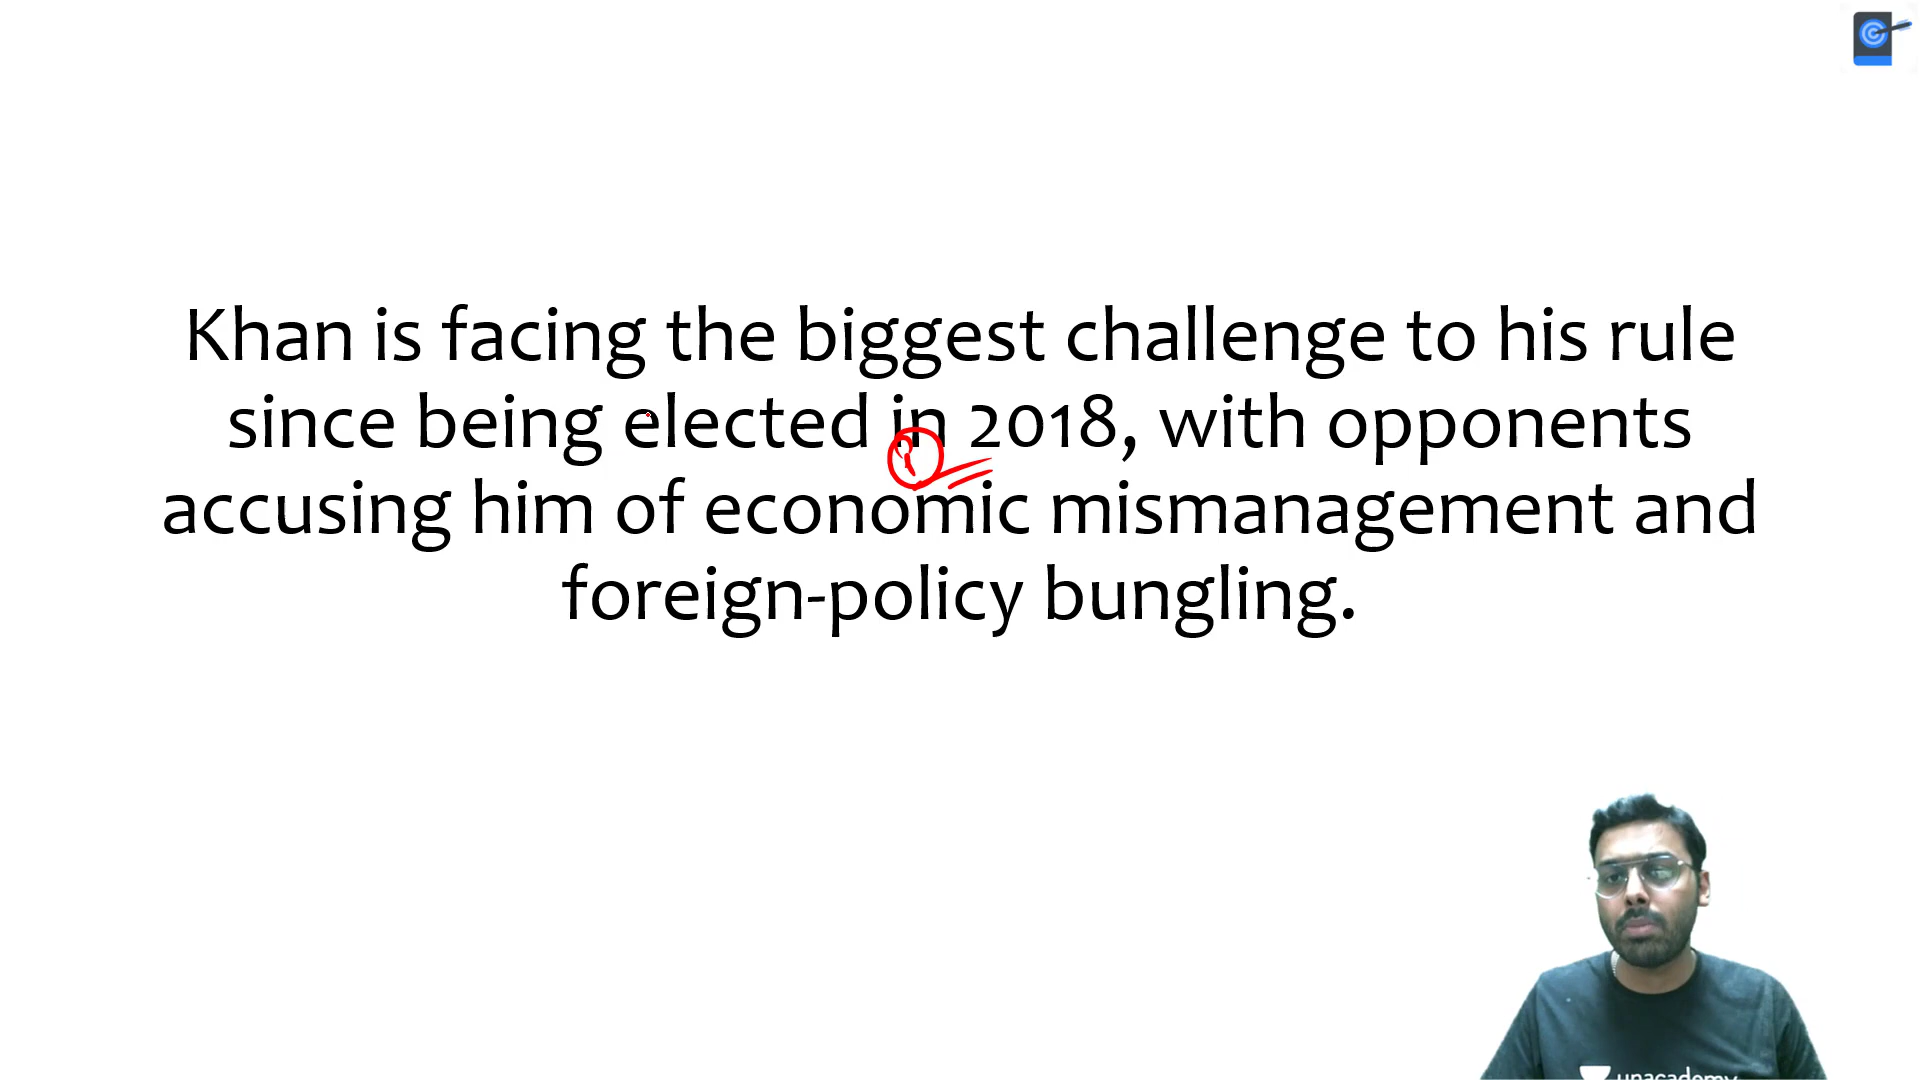 Khan is facing the biggest challenge to his rule
since being elected in 2018, with opponents
accusing him of economic mismanagement and
foreign-policy bungling.
unacademy